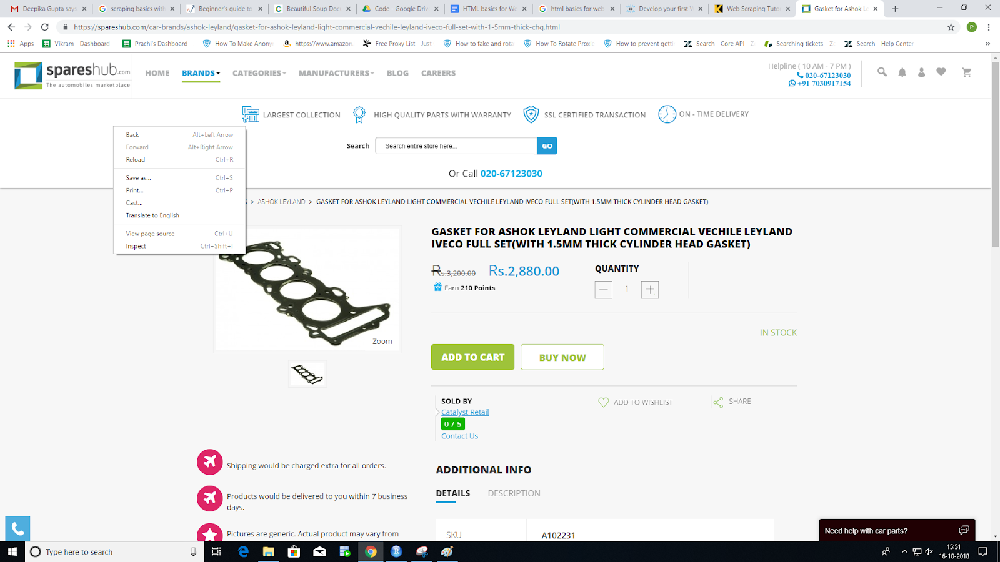 Deepika Gupta says
scraping basics with
Beginner's guide to
Beautiful Soup Doc
Code - Google Drive
HTML basics for We
html basics for web
Develop your first W
Web Scraping Tuto
Gasket for Ashok Le
https://spareshub.com/car-brands/ashok-leyland/gasket-for-ashok-leyland-light-commercial-vechile-leyland-iveco-full-set-with-1-5mm-thick-chg.html
P
Apps
Vikram - Dashboard
Prachi's Dashboard -
How To Make Anony
https://www.amazon.
Free Proxy List - Just
How to fake and rota
How To Rotate Proxie
How to prevent gett
Search - Core API - Z
Searching tickets – Ze
Search - Help Center
spareshub.com
The automobiles marketplace
HOME
BRANDS
CATEGORIES
MANUFACTURERS
BLOG
CAREERS
Helpline ( 10 AM - 7 PM )
020-67123030
+91 7030917154
LARGEST COLLECTION
HIGH QUALITY PARTS WITH WARRANTY
SSL CERTIFIED TRANSACTION
ON - TIME DELIVERY
Search
Search entire store here...
GO
Or Call 020-67123030
Back Alt+Left Arrow
Forward Alt+Right Arrow
Reload Ctrl+R
Save as... Ctrl+S
Print... Ctrl+P
Cast...
Translate to English
View page source Ctrl+U
Inspect Ctrl+Shift+I
> ASHOK LEYLAND > GASKET FOR ASHOK LEYLAND LIGHT COMMERCIAL VECHILE LEYLAND IVECO FULL SET(WITH 1.5MM THICK CYLINDER HEAD GASKET)
Zoom
GASKET FOR ASHOK LEYLAND LIGHT COMMERCIAL VECHILE LEYLAND
IVECO FULL SET(WITH 1.5MM THICK CYLINDER HEAD GASKET)
Rs.3,200.00 Rs.2,880.00
Earn 210 Points
QUANTITY
1
IN STOCK
ADD TO CART
BUY NOW
SOLD BY
Catalyst Retail
0 / 5
Contact Us
ADD TO WISHLIST
SHARE
Shipping would be charged extra for all orders.
Products would be delivered to you within 7 business
days.
Pictures are generic. Actual product may vary from
ADDITIONAL INFO
DETAILS
DESCRIPTION
SKU
A102231
Need help with car parts?
Type here to search
15:51
16-10-2018